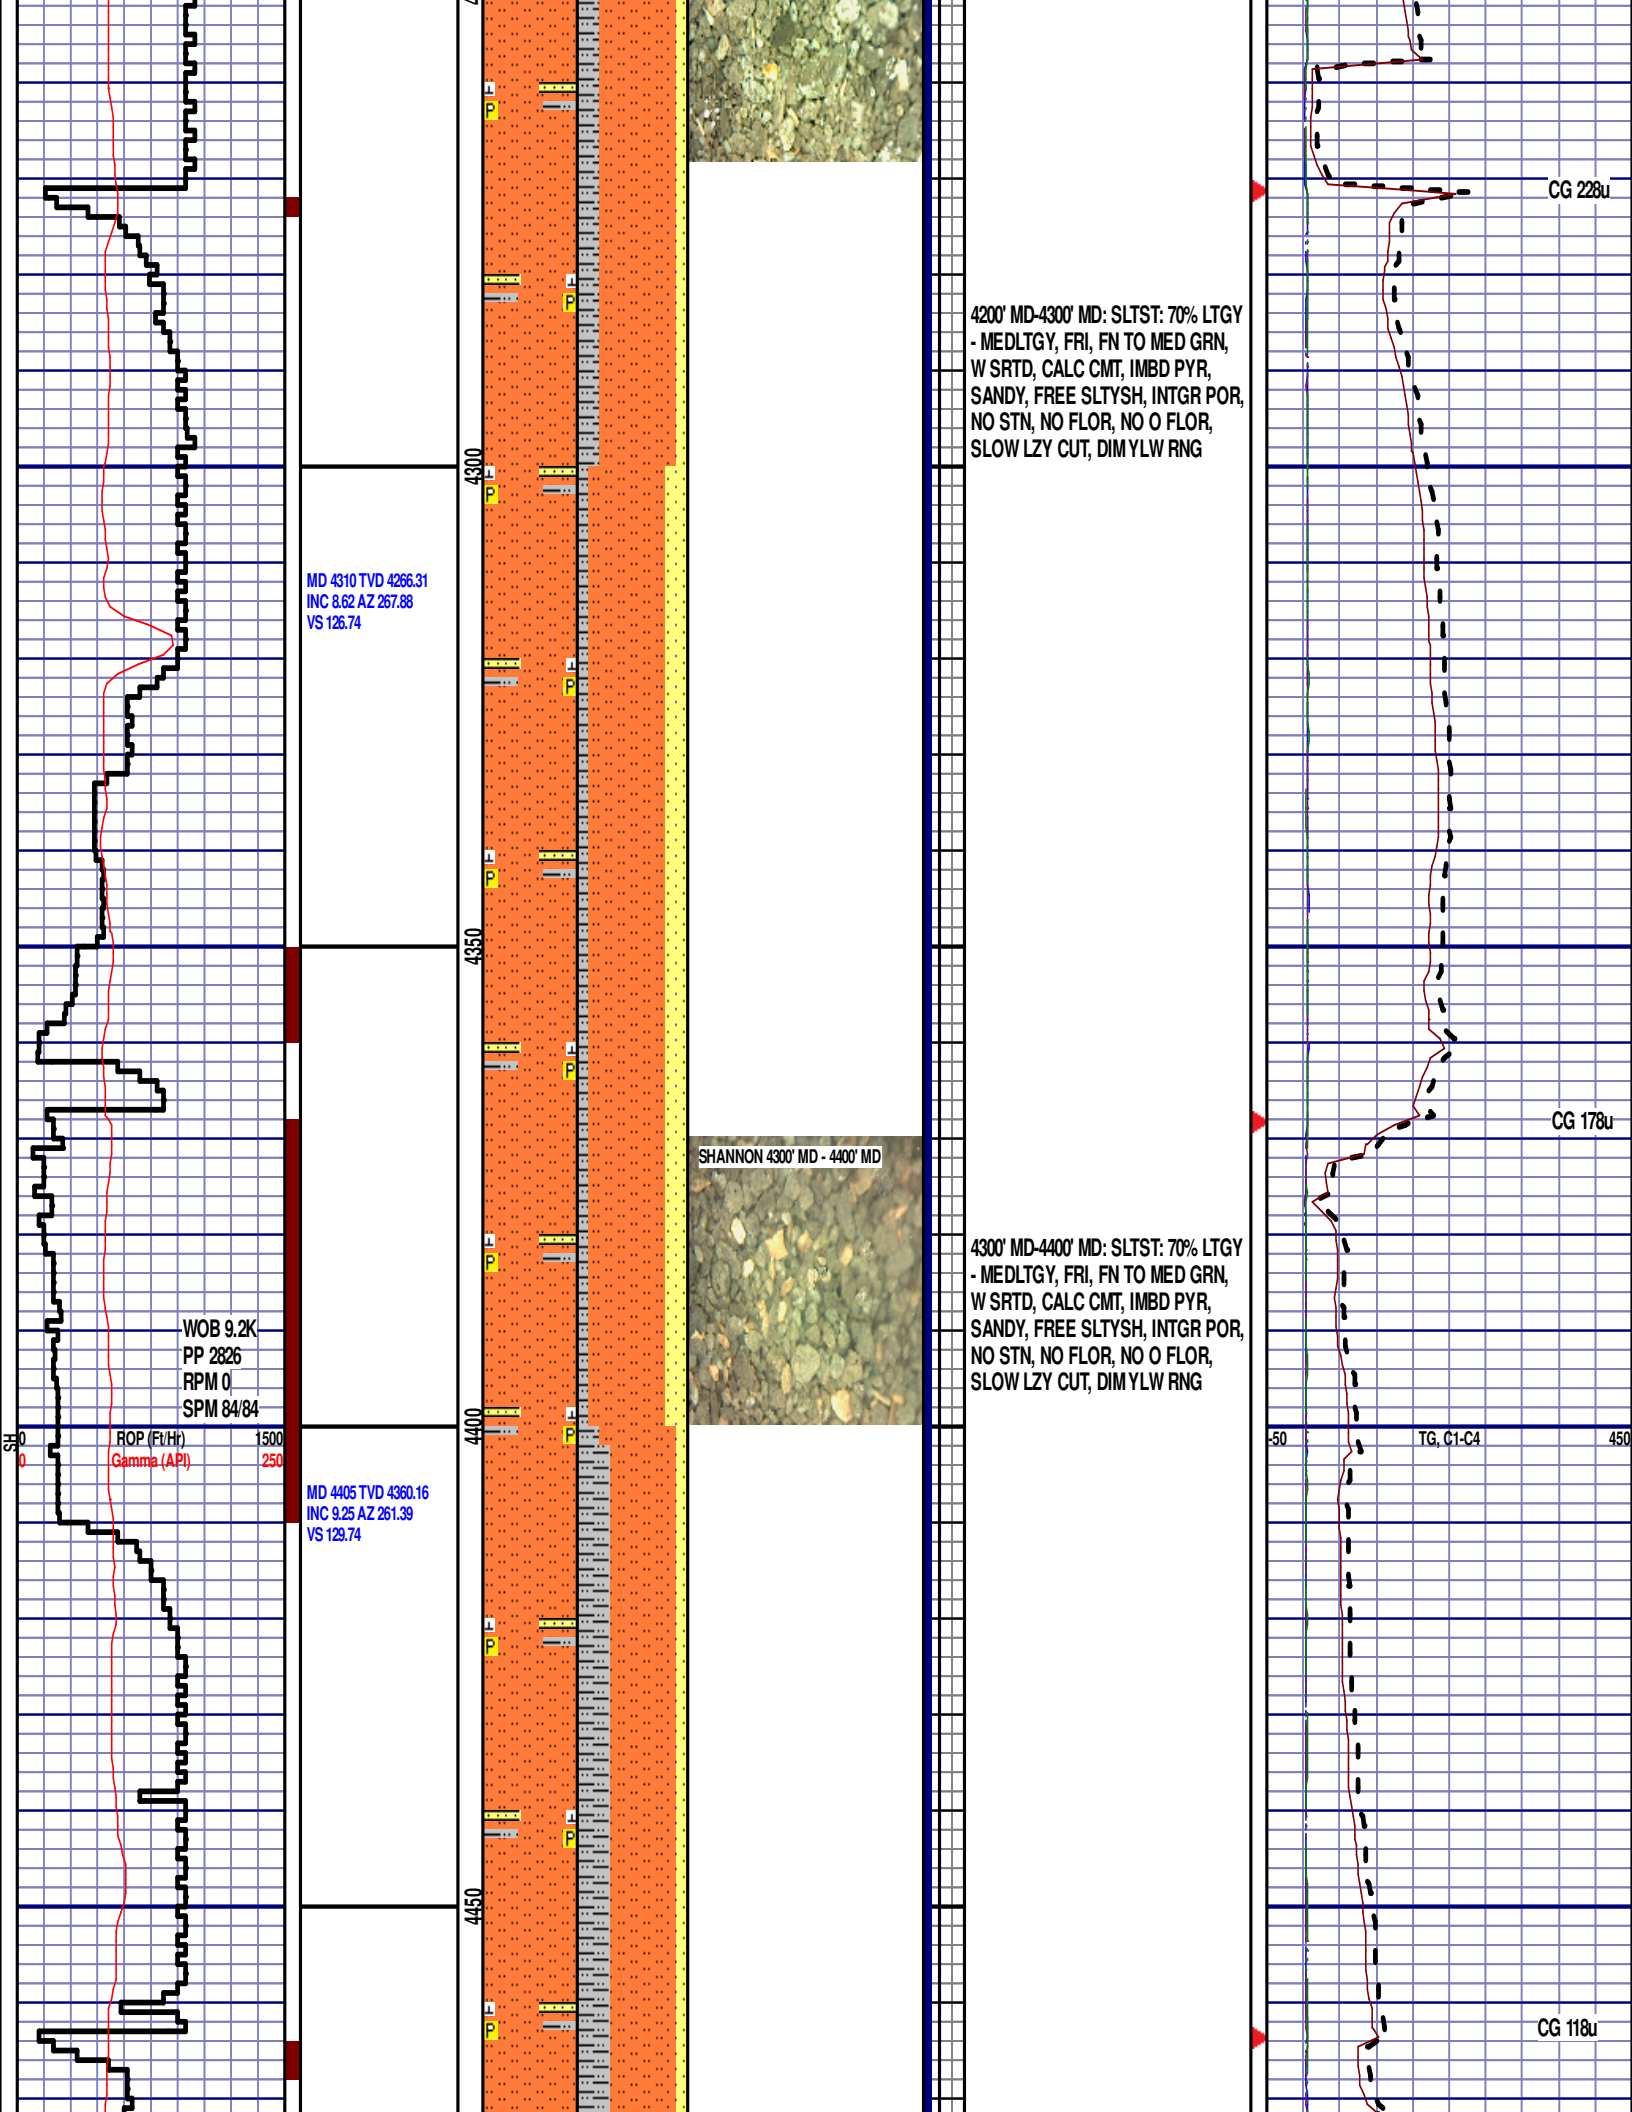 CG 228u
4200' MD-4300' MD: SLTST: 70% LTGY
- MEDLTGY, FRI, FN TO MED GRN,
W SRTD, CALC CMT, IMBD PYR,
SANDY, FREE SLTYSH, INTGR POR,
NO STN, NO FLOR, NO O FLOR,
SLOW LZY CUT, DIM YLW RNG
4300
MD 4310 TVD 4266.31
INC 8.62 AZ 267.88
VS 126.74
4350
CG 178u
SHANNON 4300' MD - 4400' MD
4300' MD-4400' MD: SLTST: 70% LTGY
- MEDLTGY, FRI, FN TO MED GRN,
W SRTD, CALC CMT, IMBD PYR,
SANDY, FREE SLTYSH, INTGR POR,
NO STN, NO FLOR, NO O FLOR,
SLOW LZY CUT, DIM YLW RNG
WOB 9.2K
PP 2826
RPM 0
SPM 84/84
4400
SH
0 ROP (Ft/Hr) 1500
0 Gamma (API) 250
-50 TG, C1-C4 450
MD 4405 TVD 4360.16
INC 9.25 AZ 261.39
VS 129.74
4450
CG 118u
P
P
P
P
P
P
P
P
P
P
P